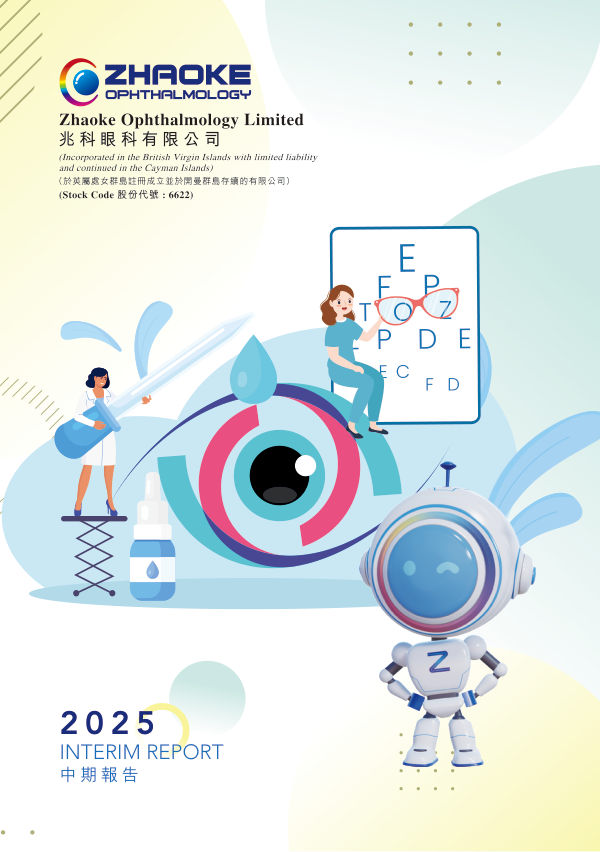 ZHAOKE
OPHTHALMOLOGY
Zhaoke Ophthalmology Limited
兆科眼科有限公司
(Incorporated in the British Virgin Islands with limited liability
and continued in the Cayman Islands)
（於英屬處女群島註冊成立並於開曼群島存續的有限公司）
(Stock Code 股份代號 : 6622)
E
F P
T O Z
P D E
E C
F D
Z
2025
INTERIM REPORT
中期報告